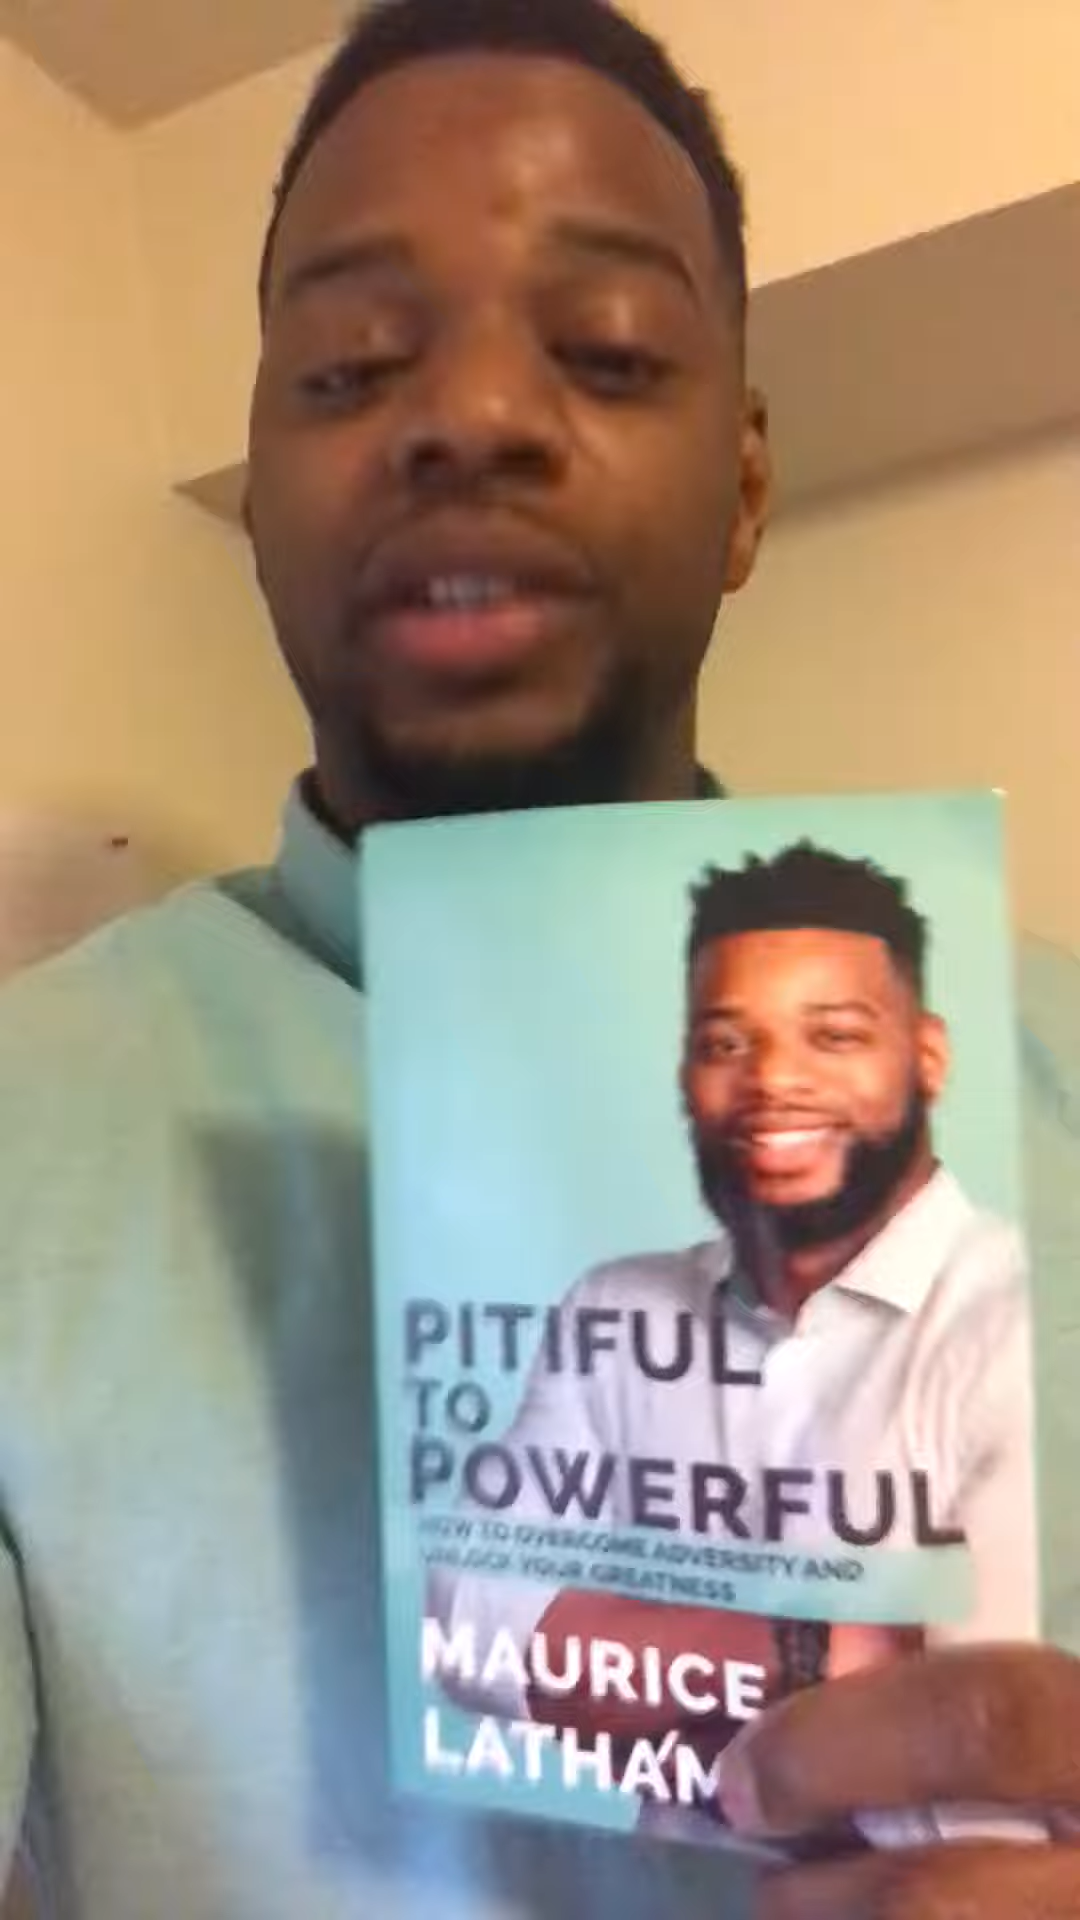 PITIFUL
TO
POWERFUL
HOW TO OVERCOME ADVERSITY AND
UNLOCK YOUR GREATNESS
MAURICE
LATHAM